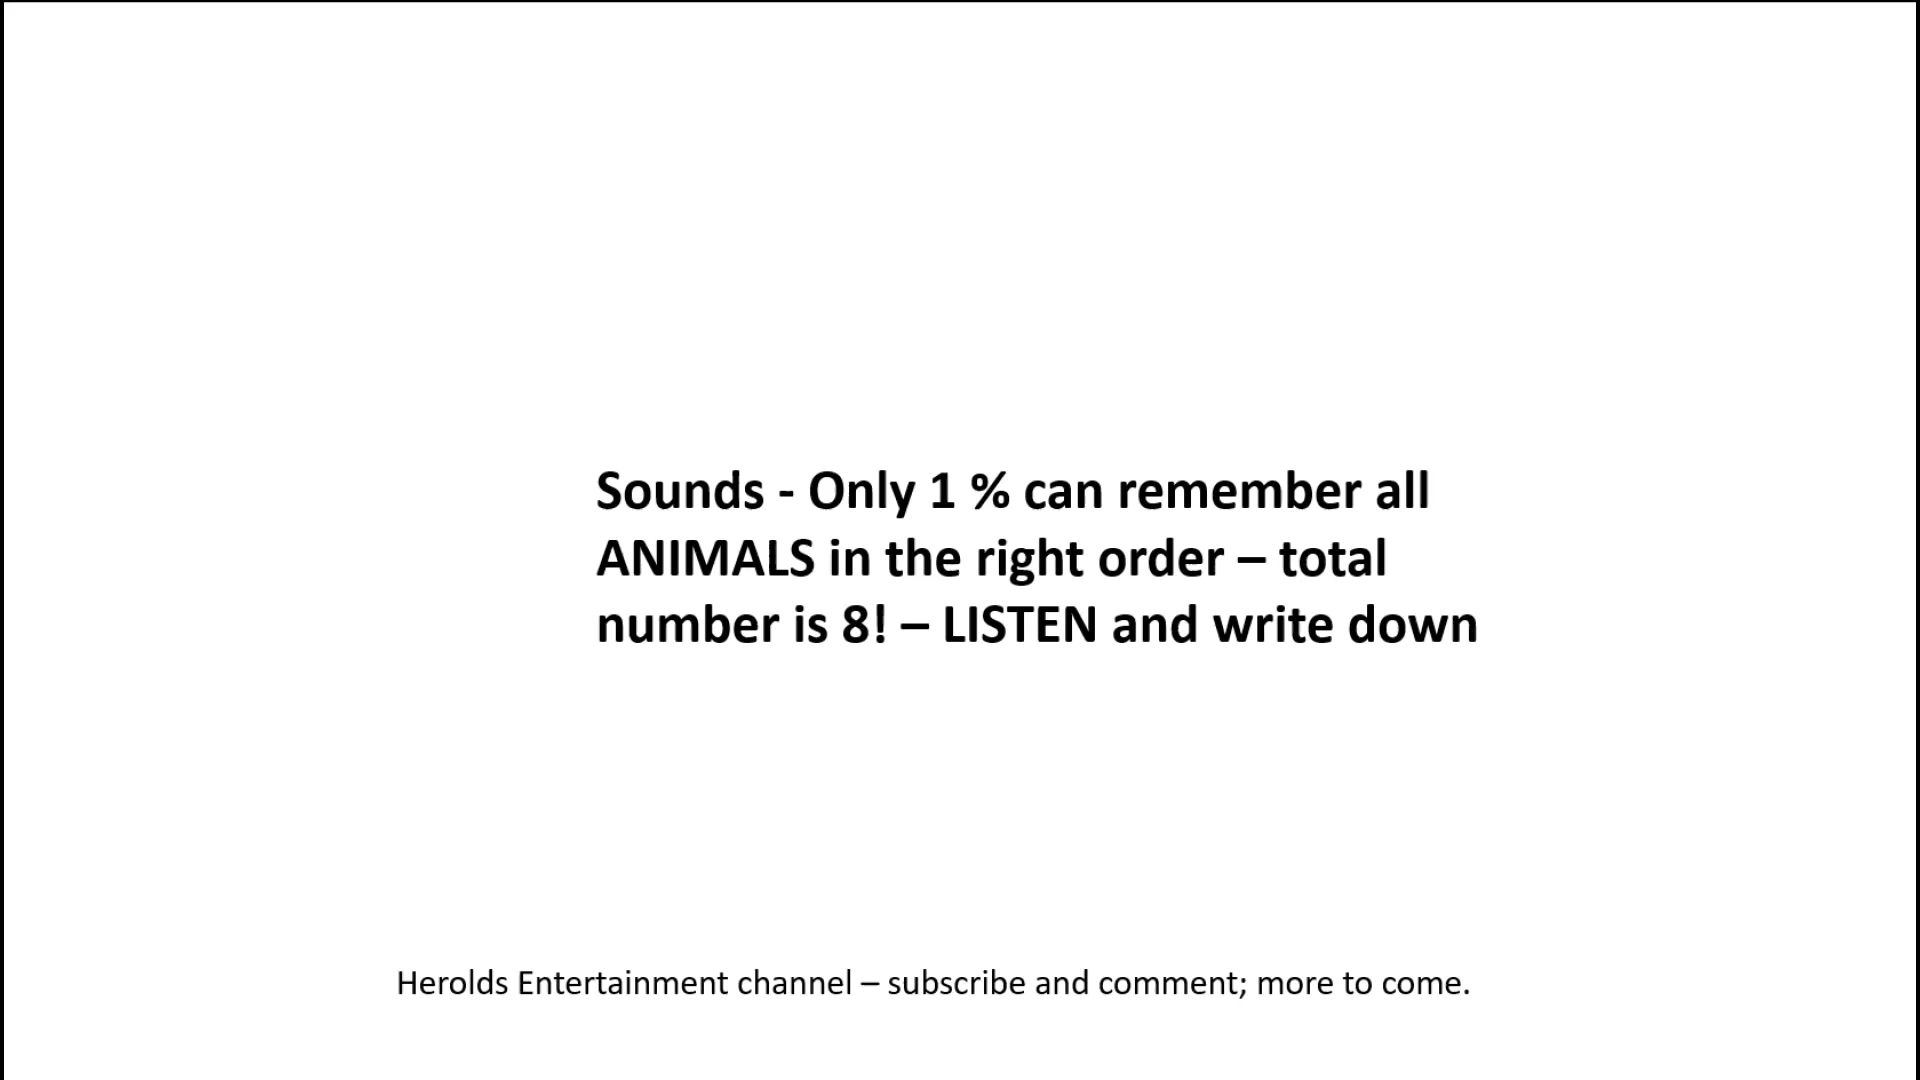 Sounds - Only 1 % can remember all
ANIMALS in the right order – total
number is 8! – LISTEN and write down
Herolds Entertainment channel – subscribe and comment; more to come.